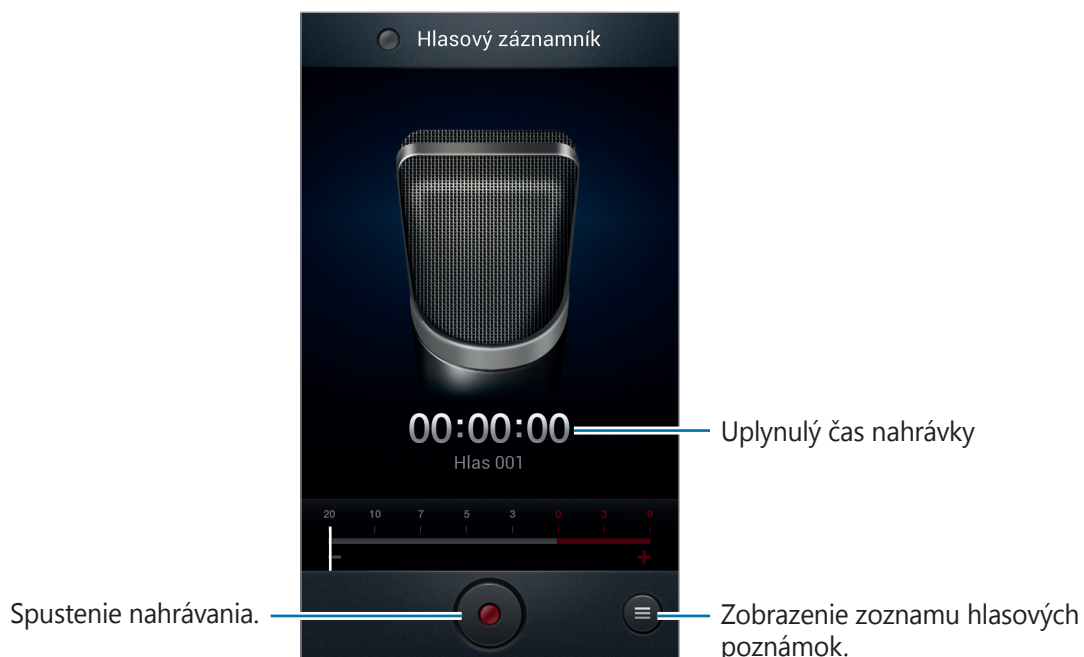 Hlasový záznamník
00:00:00
Uplynulý čas nahrávky
Hlas 001
20 10 7 5 3 0 3 9
- +
Spustenie nahrávania.
Zobrazenie zoznamu hlasových
poznámok.